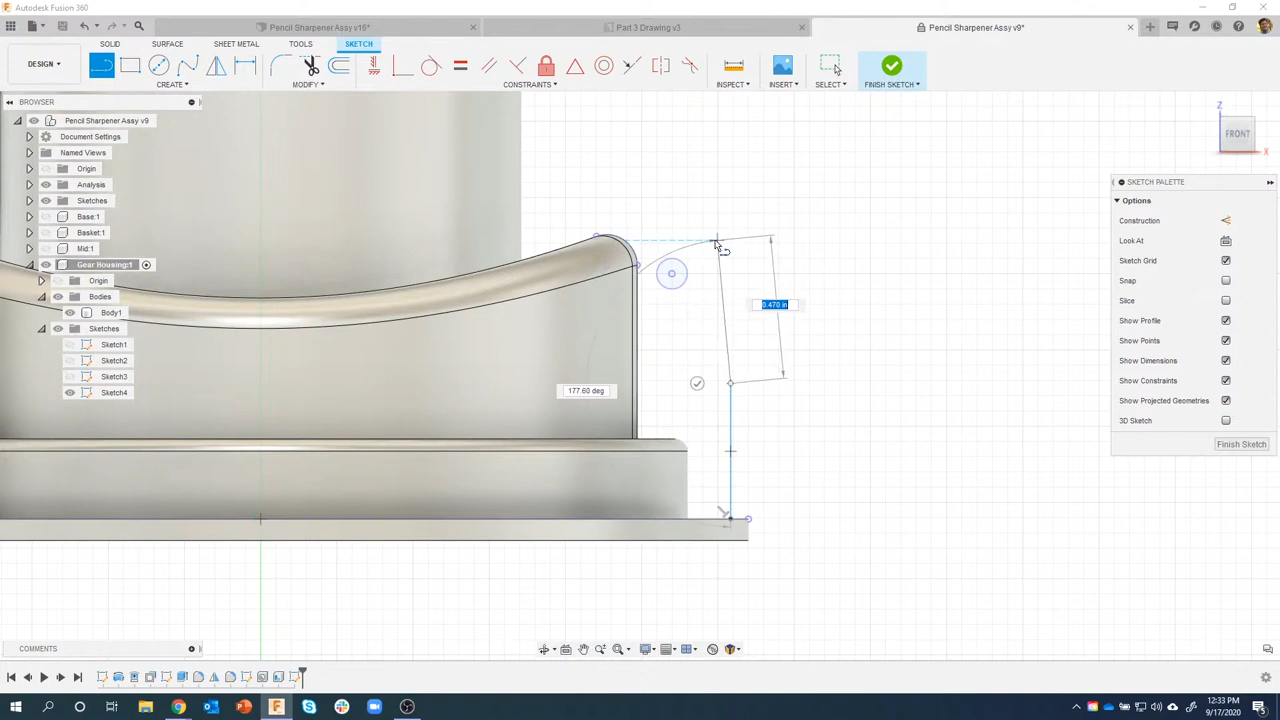 Autodesk Fusion 360
Pencil Sharpener Assy v16*
Part 3 Drawing v3
Pencil Sharpener Assy v9*
SOLID
SURFACE
SHEET METAL
TOOLS
SKETCH
DESIGN
CREATE
MODIFY
CONSTRAINTS
INSPECT
INSERT
SELECT
FINISH SKETCH
BROWSER
Pencil Sharpener Assy v9
Document Settings
Named Views
Origin
Analysis
Sketches
Base:1
Basket:1
Mid:1
Gear Housing:1
Origin
Bodies
Body1
Sketches
Sketch1
Sketch2
Sketch3
Sketch4
0.470 in
177.60 deg
Z
FRONT
X
SKETCH PALETTE
Options
Construction
Look At
Sketch Grid
Snap
Slice
Show Profile
Show Points
Show Dimensions
Show Constraints
Show Projected Geometries
3D Sketch
Finish Sketch
COMMENTS
12:33 PM
9/17/2020
5